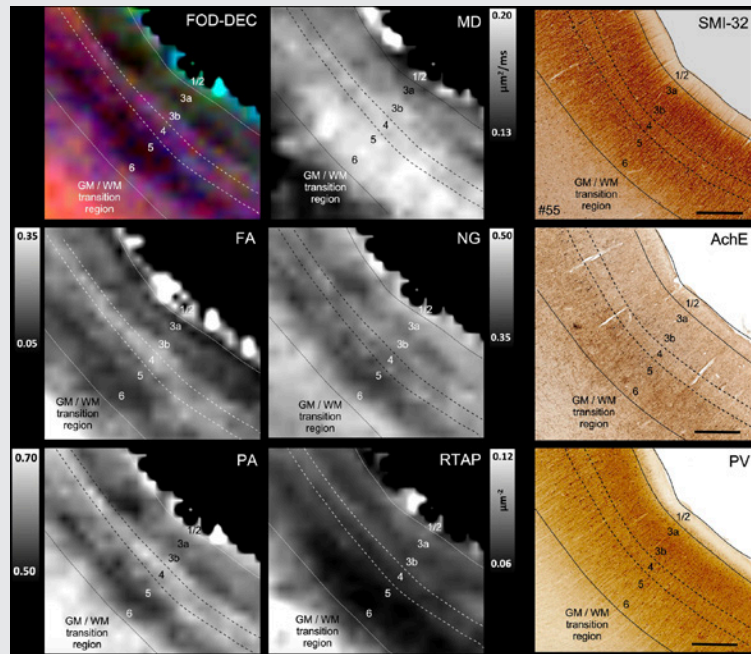 FOD-DEC
1/2
3a
3b
4
5
6
GM / WM
transition
region
MD
1/2
3a
3b
4
5
6
GM / WM
transition
region
0.20
μm²/ms
0.13
SMI-32
1/2
3a
3b
4
5
6
GM / WM
transition
region
#55
0.35
0.05
FA
1/2
3a
3b
4
5
6
GM / WM
transition
region
NG
1/2
3a
3b
4
5
6
GM / WM
transition
region
0.50
0.35
AchE
1/2
3a
3b
4
5
6
GM / WM
transition
region
0.70
0.50
PA
1/2
3a
3b
4
5
6
GM / WM
transition
region
RTAP
1/2
3a
3b
4
5
6
GM / WM
transition
region
0.12
μm⁻²
0.06
PV
1/2
3a
3b
4
5
6
GM / WM
transition
region